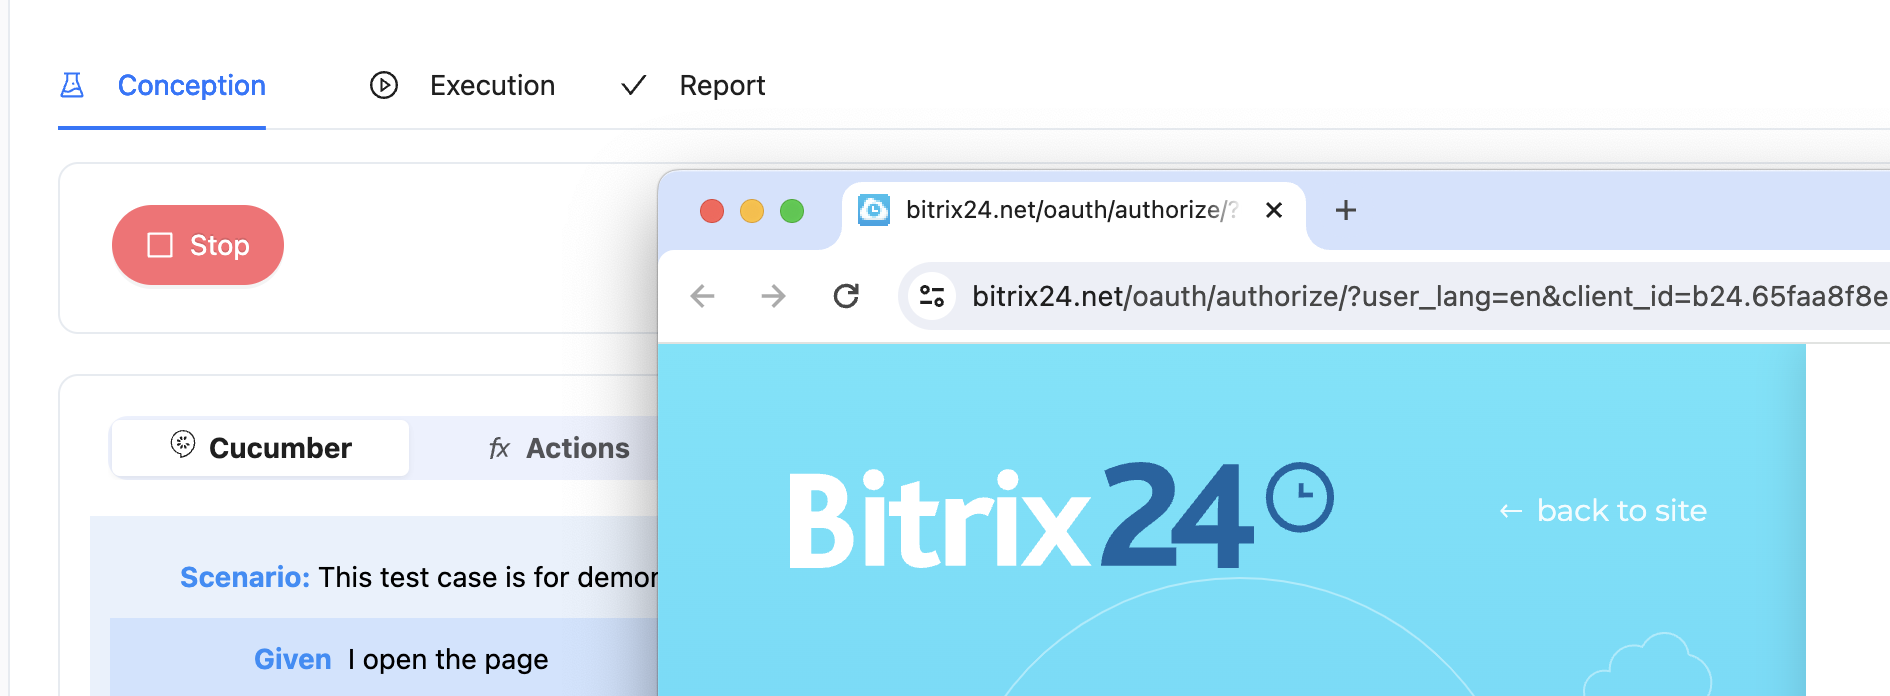 Conception
Execution
Report
Stop
Cucumber
fx Actions
Scenario: This test case is for
Given I open the page
bitrix24.net/oauth/authorize/?
bitrix24.net/oauth/authorize/?user_lang=en&client_id=b24.65faa8f8e
Bitrix24
← back to site